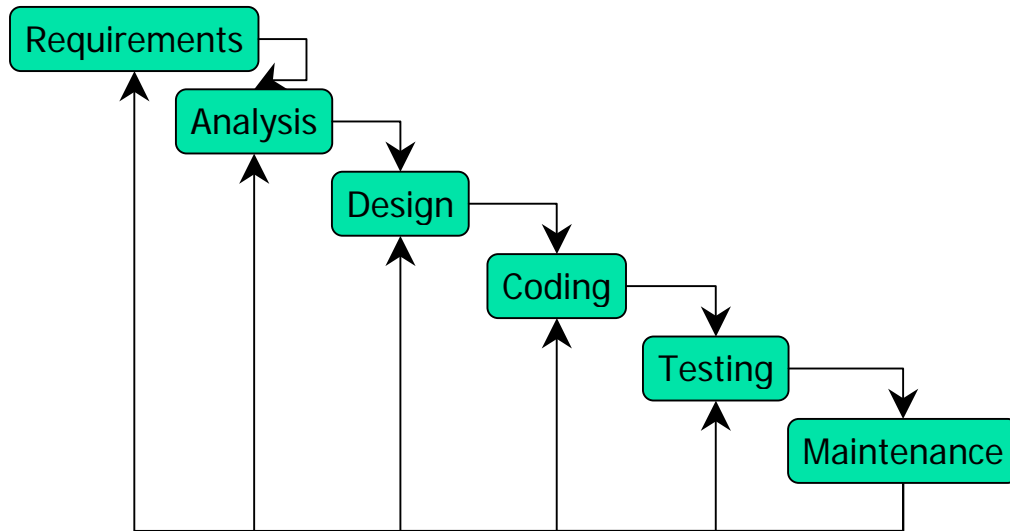 Requirements
Analysis
Design
Coding
Testing
Maintenance